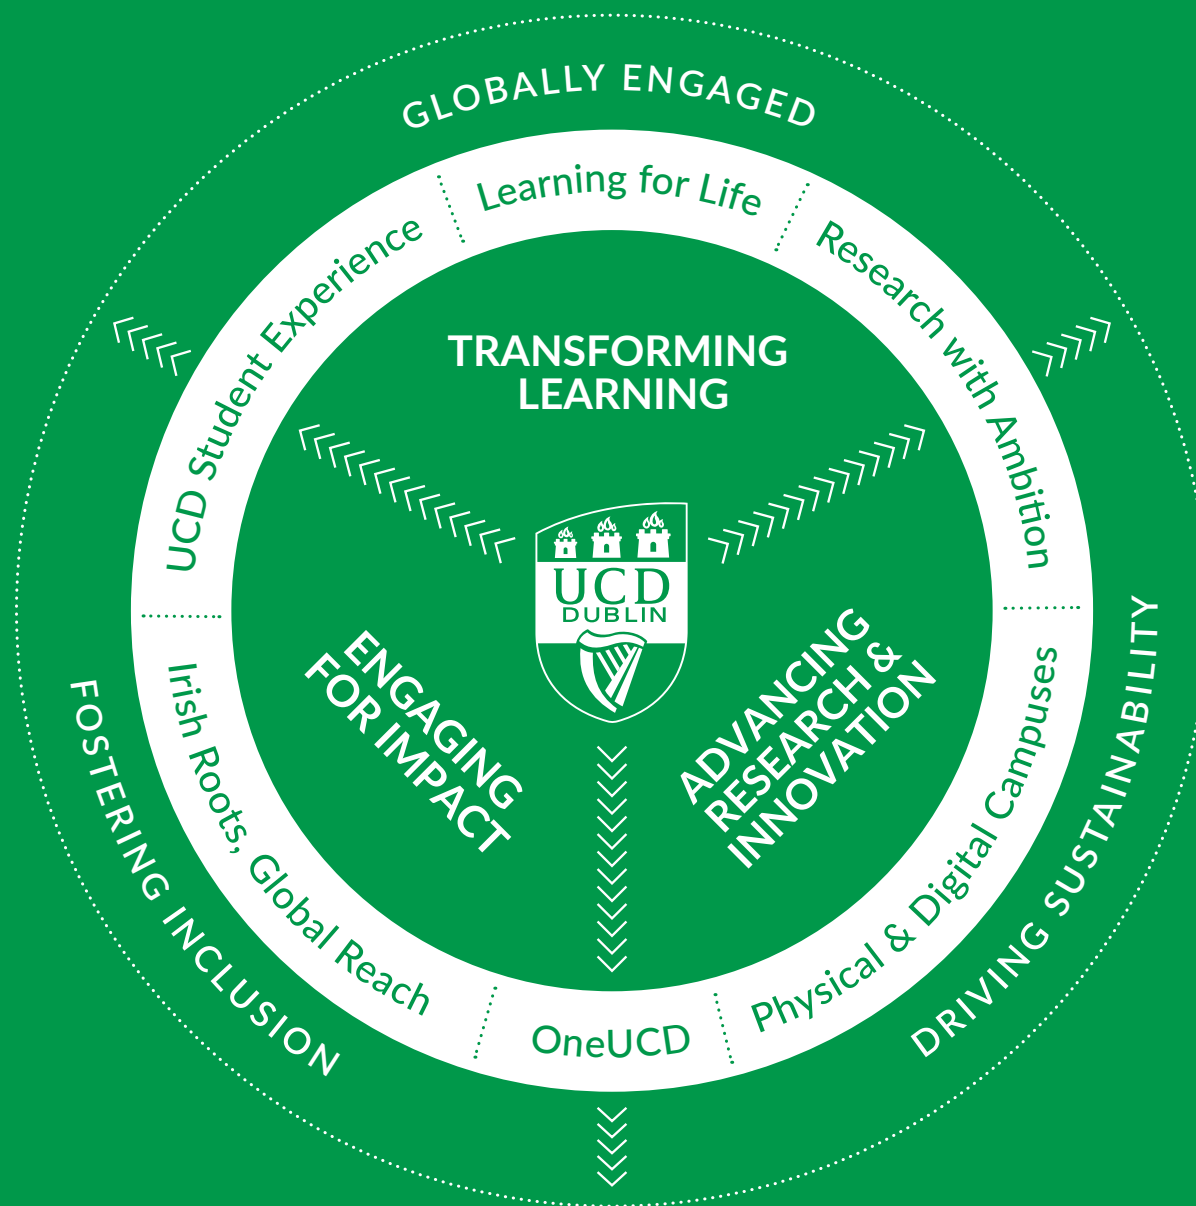 GLOBALLY ENGAGED
Learning for Life
UCD Student Experience
Research with Ambition
TRANSFORMING
LEARNING
UCD
DUBLIN
ENGAGING
FOR IMPACT
ADVANCING
RESEARCH &
INNOVATION
Irish Roots, Global Reach
Physical & Digital Campuses
OneUCD
FOSTERING INCLUSION
DRIVING SUSTAINABILITY